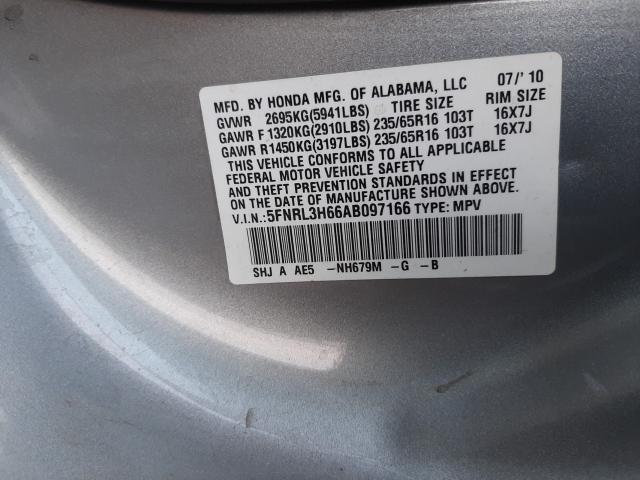 MFD. BY HONDA MFG. OF ALABAMA, LLC 07/'10
GVWR 2695KG(5941LBS) TIRE SIZE RIM SIZE
GAWR F 1320KG(2910LBS) 235/65R16 103T 16X7J
GAWR R1450KG(3197LBS) 235/65R16 103T 16X7J
THIS VEHICLE CONFORMS TO ALL APPLICABLE
FEDERAL MOTOR VEHICLE SAFETY
AND THEFT PREVENTION STANDARDS IN EFFECT
ON THE DATE OF MANUFACTURE SHOWN ABOVE.
V.I.N.:5FNRL3H66AB097166 TYPE: MPV
SHJ A AE5 -NH679M -G -B